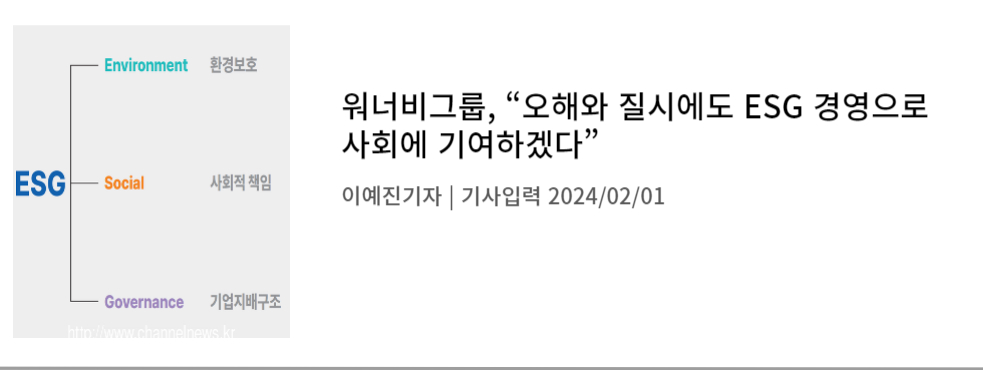 Environment 환경보호
ESG Social 사회적 책임
Governance 기업지배구조
http://www.channelnews.kr
워너비그룹, “오해와 질시에도 ESG 경영으로
사회에 기여하겠다”
이예진기자 | 기사입력 2024/02/01